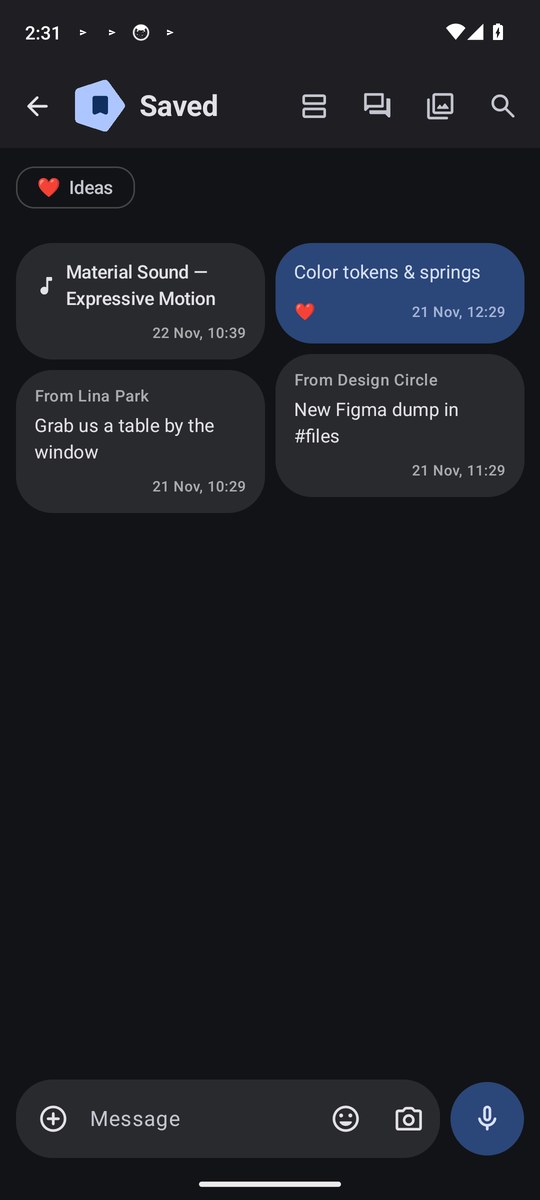 2:31
Saved
❤️ Ideas
Material Sound —
Expressive Motion
22 Nov, 10:39
Color tokens & springs
❤️ 21 Nov, 12:29
From Lina Park
Grab us a table by the
window
21 Nov, 10:29
From Design Circle
New Figma dump in
#files
21 Nov, 11:29
Message